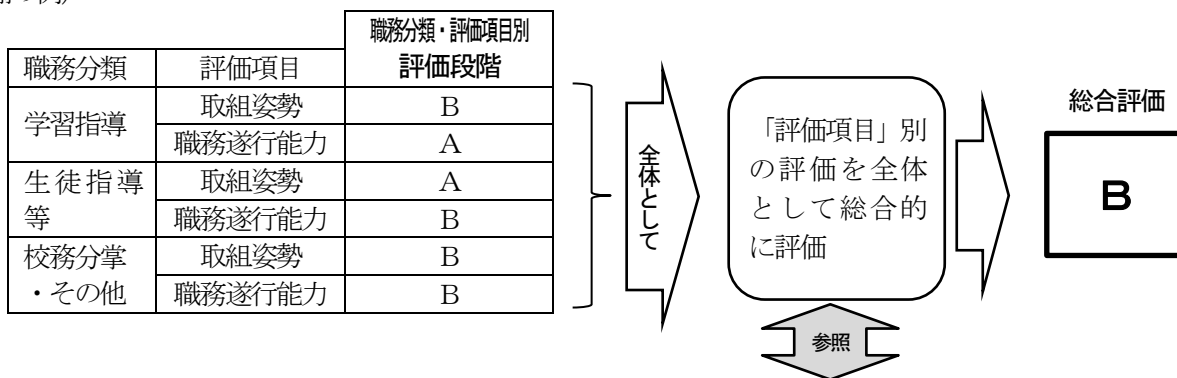 職務分類・評価項目別
職務分類 評価項目 評価段階
学習指導 取組姿勢 B
職務遂行能力 A
生徒指導等 取組姿勢 A
職務遂行能力 B
校務分掌・その他 取組姿勢 B
職務遂行能力 B
全体として
「評価項目」別
の評価を全体
として総合的
に評価
参照
総合評価
B